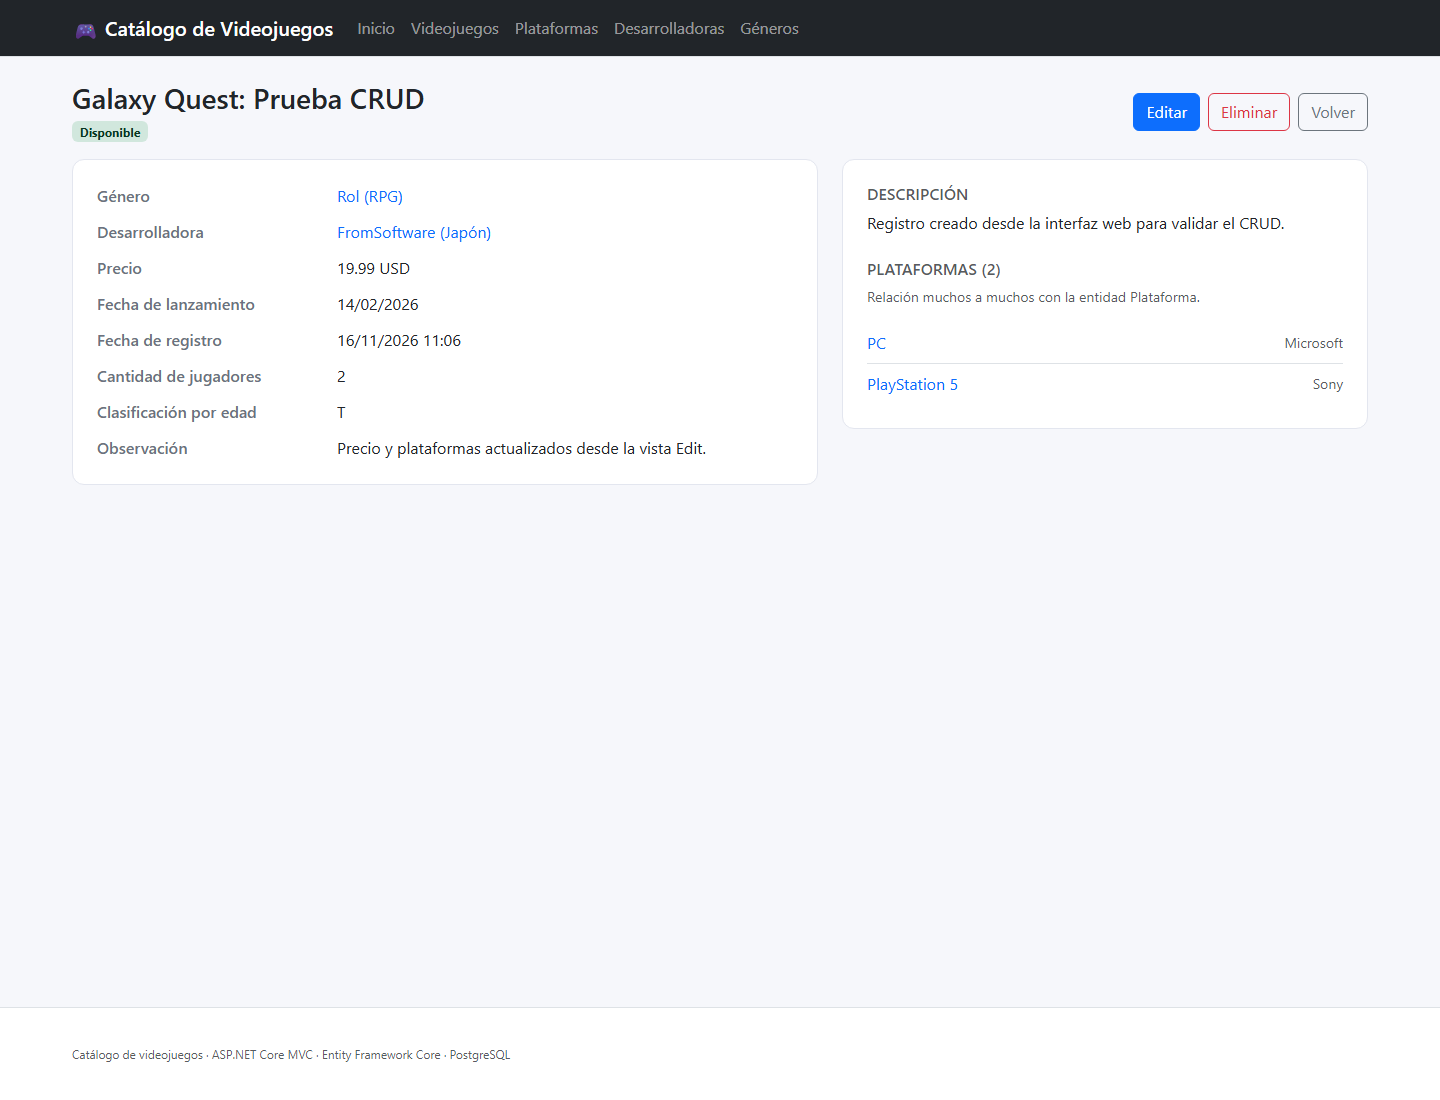 Catálogo de Videojuegos Inicio Videojuegos Plataformas Desarrolladoras Géneros
Galaxy Quest: Prueba CRUD
Disponible
Editar Eliminar Volver
Género Rol (RPG)
Desarrolladora FromSoftware (Japón)
Precio 19.99 USD
Fecha de lanzamiento 14/02/2026
Fecha de registro 16/11/2026 11:06
Cantidad de jugadores 2
Clasificación por edad T
Observación Precio y plataformas actualizados desde la vista Edit.
DESCRIPCIÓN
Registro creado desde la interfaz web para validar el CRUD.
PLATAFORMAS (2)
Relación muchos a muchos con la entidad Plataforma.
PC Microsoft
PlayStation 5 Sony
Catálogo de videojuegos · ASP.NET Core MVC · Entity Framework Core · PostgreSQL